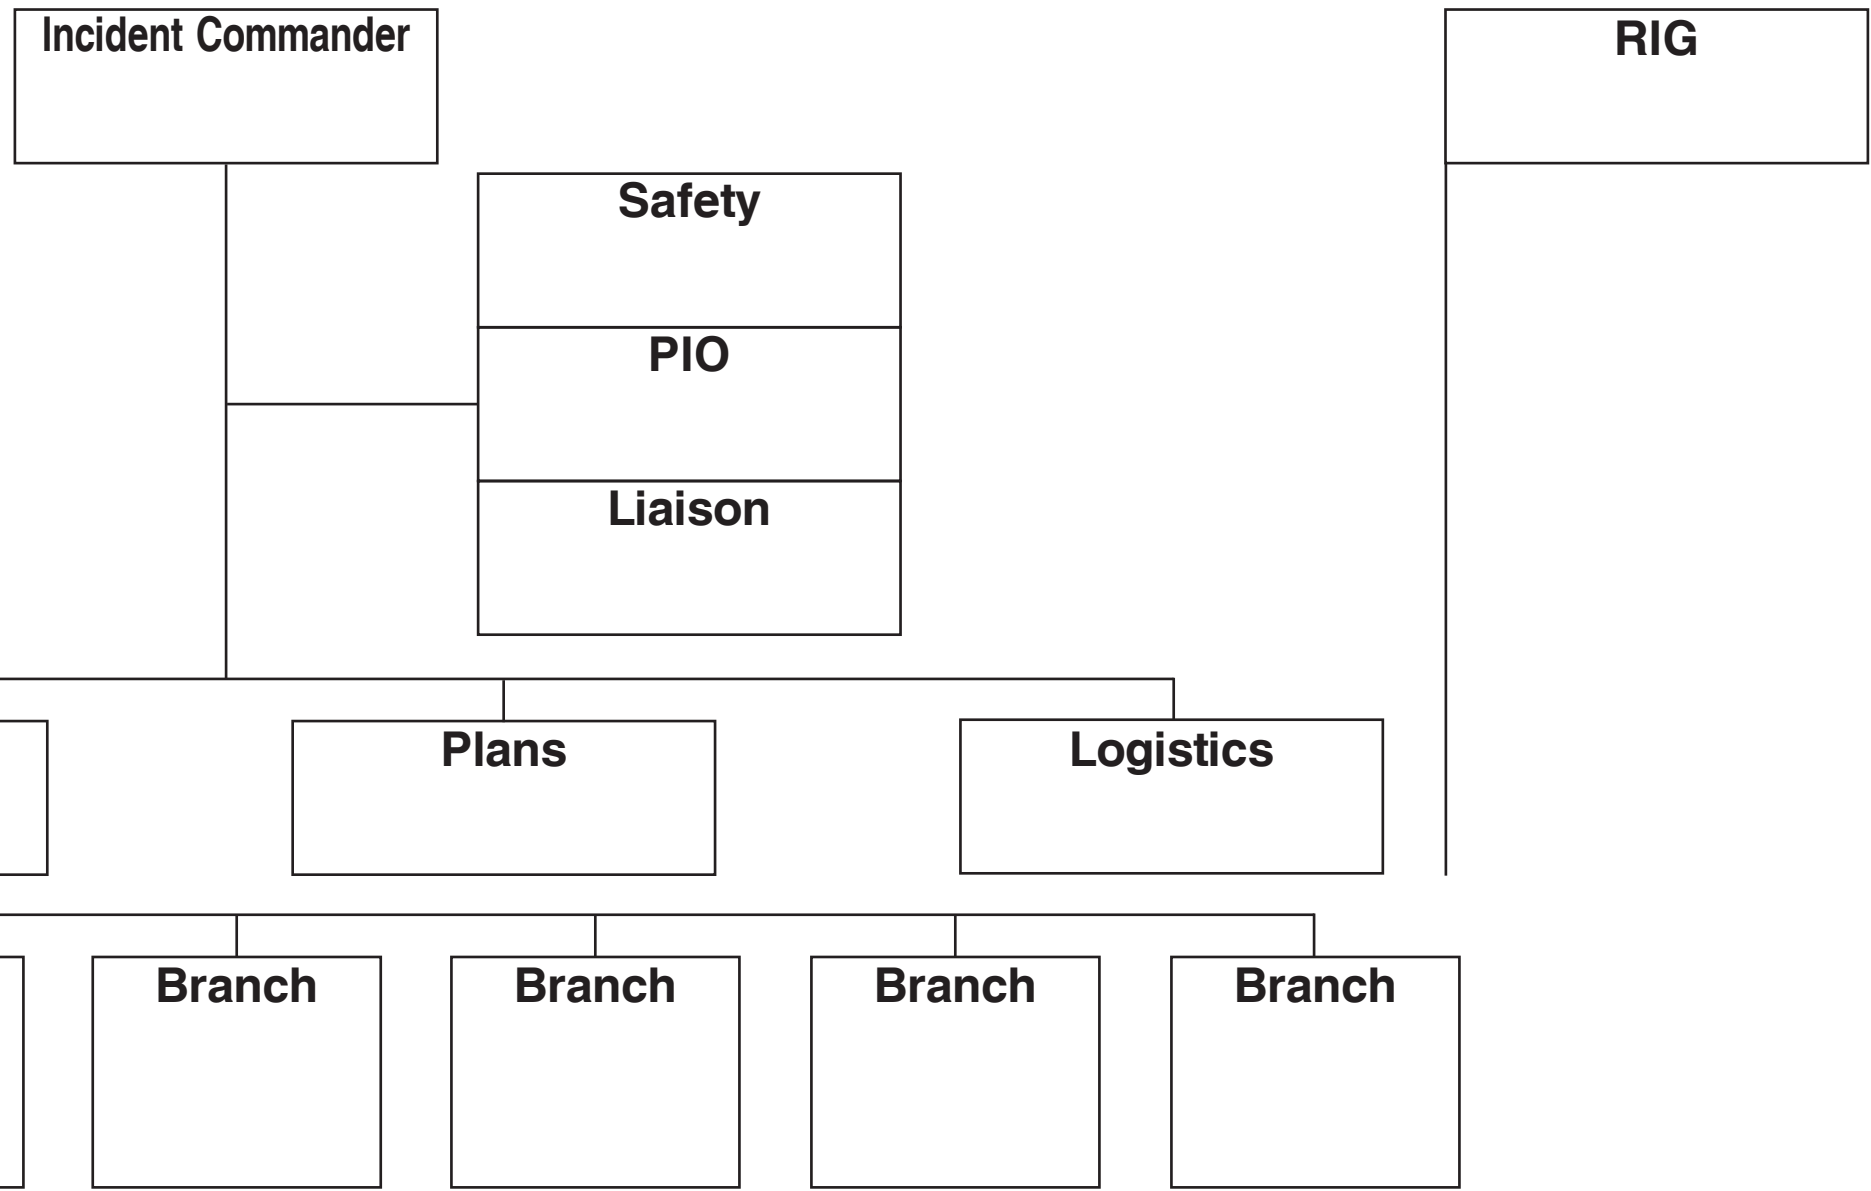 Incident Commander
RIG
Safety
PIO
Liaison
Plans
Logistics
Branch
Branch
Branch
Branch